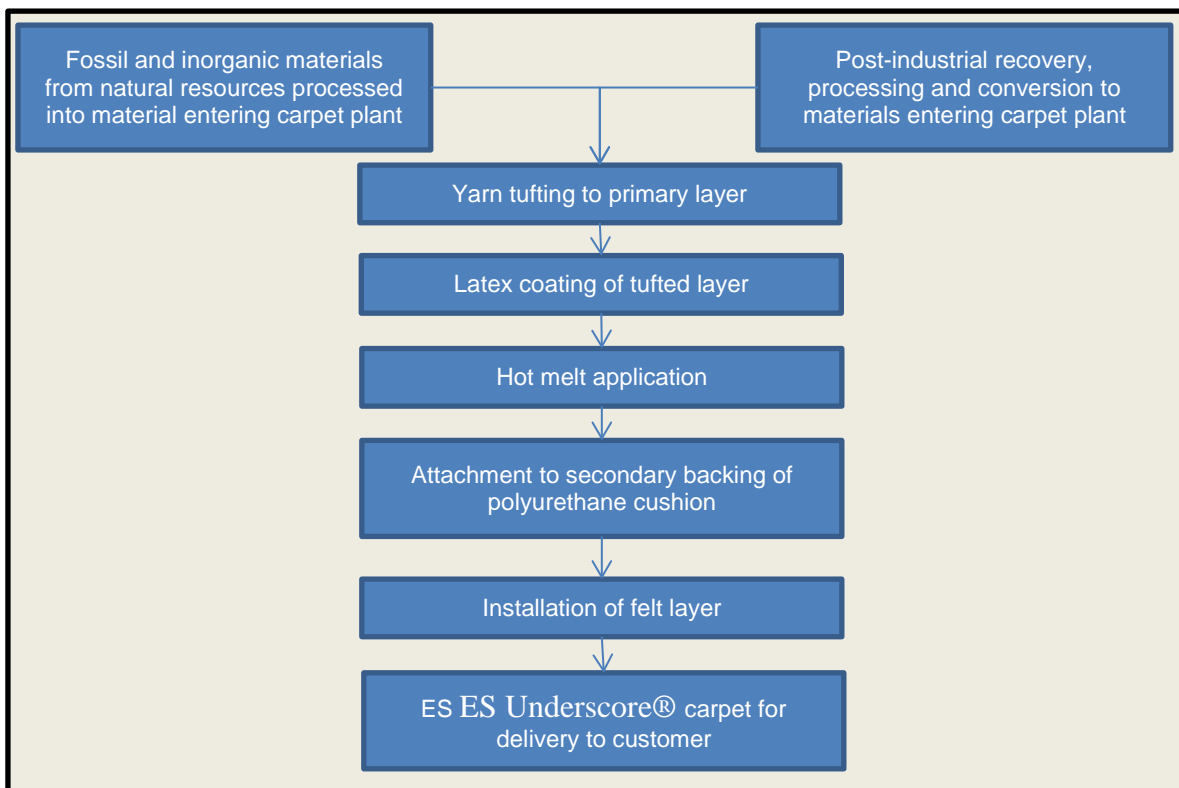 Fossil and inorganic materials
from natural resources processed
into material entering carpet plant
Post-industrial recovery,
processing and conversion to
materials entering carpet plant
Yarn tufting to primary layer
Latex coating of tufted layer
Hot melt application
Attachment to secondary backing of
polyurethane cushion
Installation of felt layer
ES ES Underscore® carpet for
delivery to customer